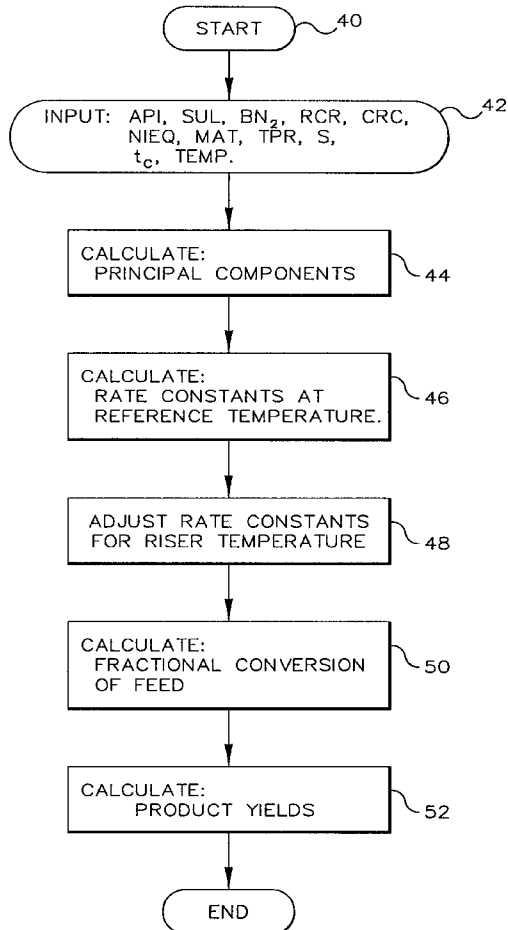 START
40
INPUT: API, SUL, BN₂, RCR, CRC,
NIEQ, MAT, TPR, S,
t_C, TEMP.
42
CALCULATE:
PRINCIPAL COMPONENTS
44
CALCULATE:
RATE CONSTANTS AT
REFERENCE TEMPERATURE.
46
ADJUST RATE CONSTANTS
FOR RISER TEMPERATURE
48
CALCULATE:
FRACTIONAL CONVERSION
OF FEED
50
CALCULATE:
PRODUCT YIELDS
52
END